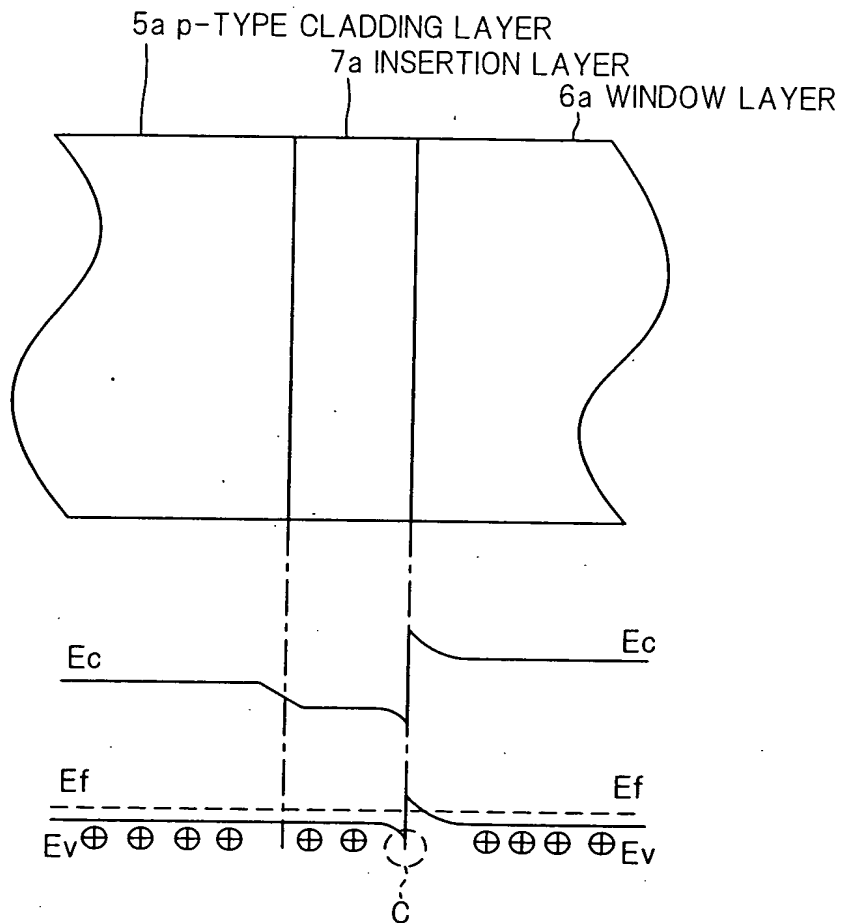 5a p-TYPE CLADDING LAYER
7a INSERTION LAYER
6a WINDOW LAYER
Ec
Ec
Ef
Ef
Ev
Ev
C